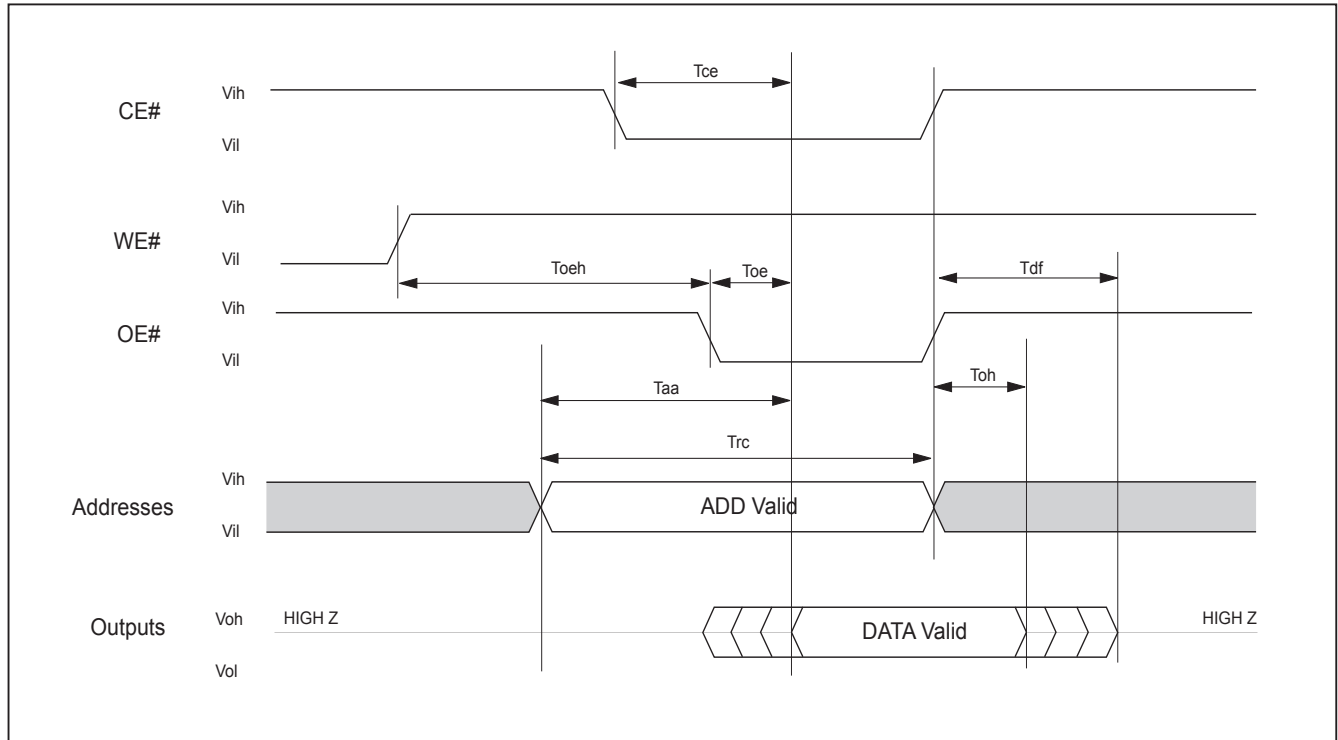 Tce
Vih
CE#
Vil
Vih
WE#
Vil
Toeh
Toe
Tdf
Vih
OE#
Vil
Toh
Taa
Trc
Vih
Addresses
ADD Valid
Vil
Voh
HIGH Z
HIGH Z
Outputs
DATA Valid
Vol